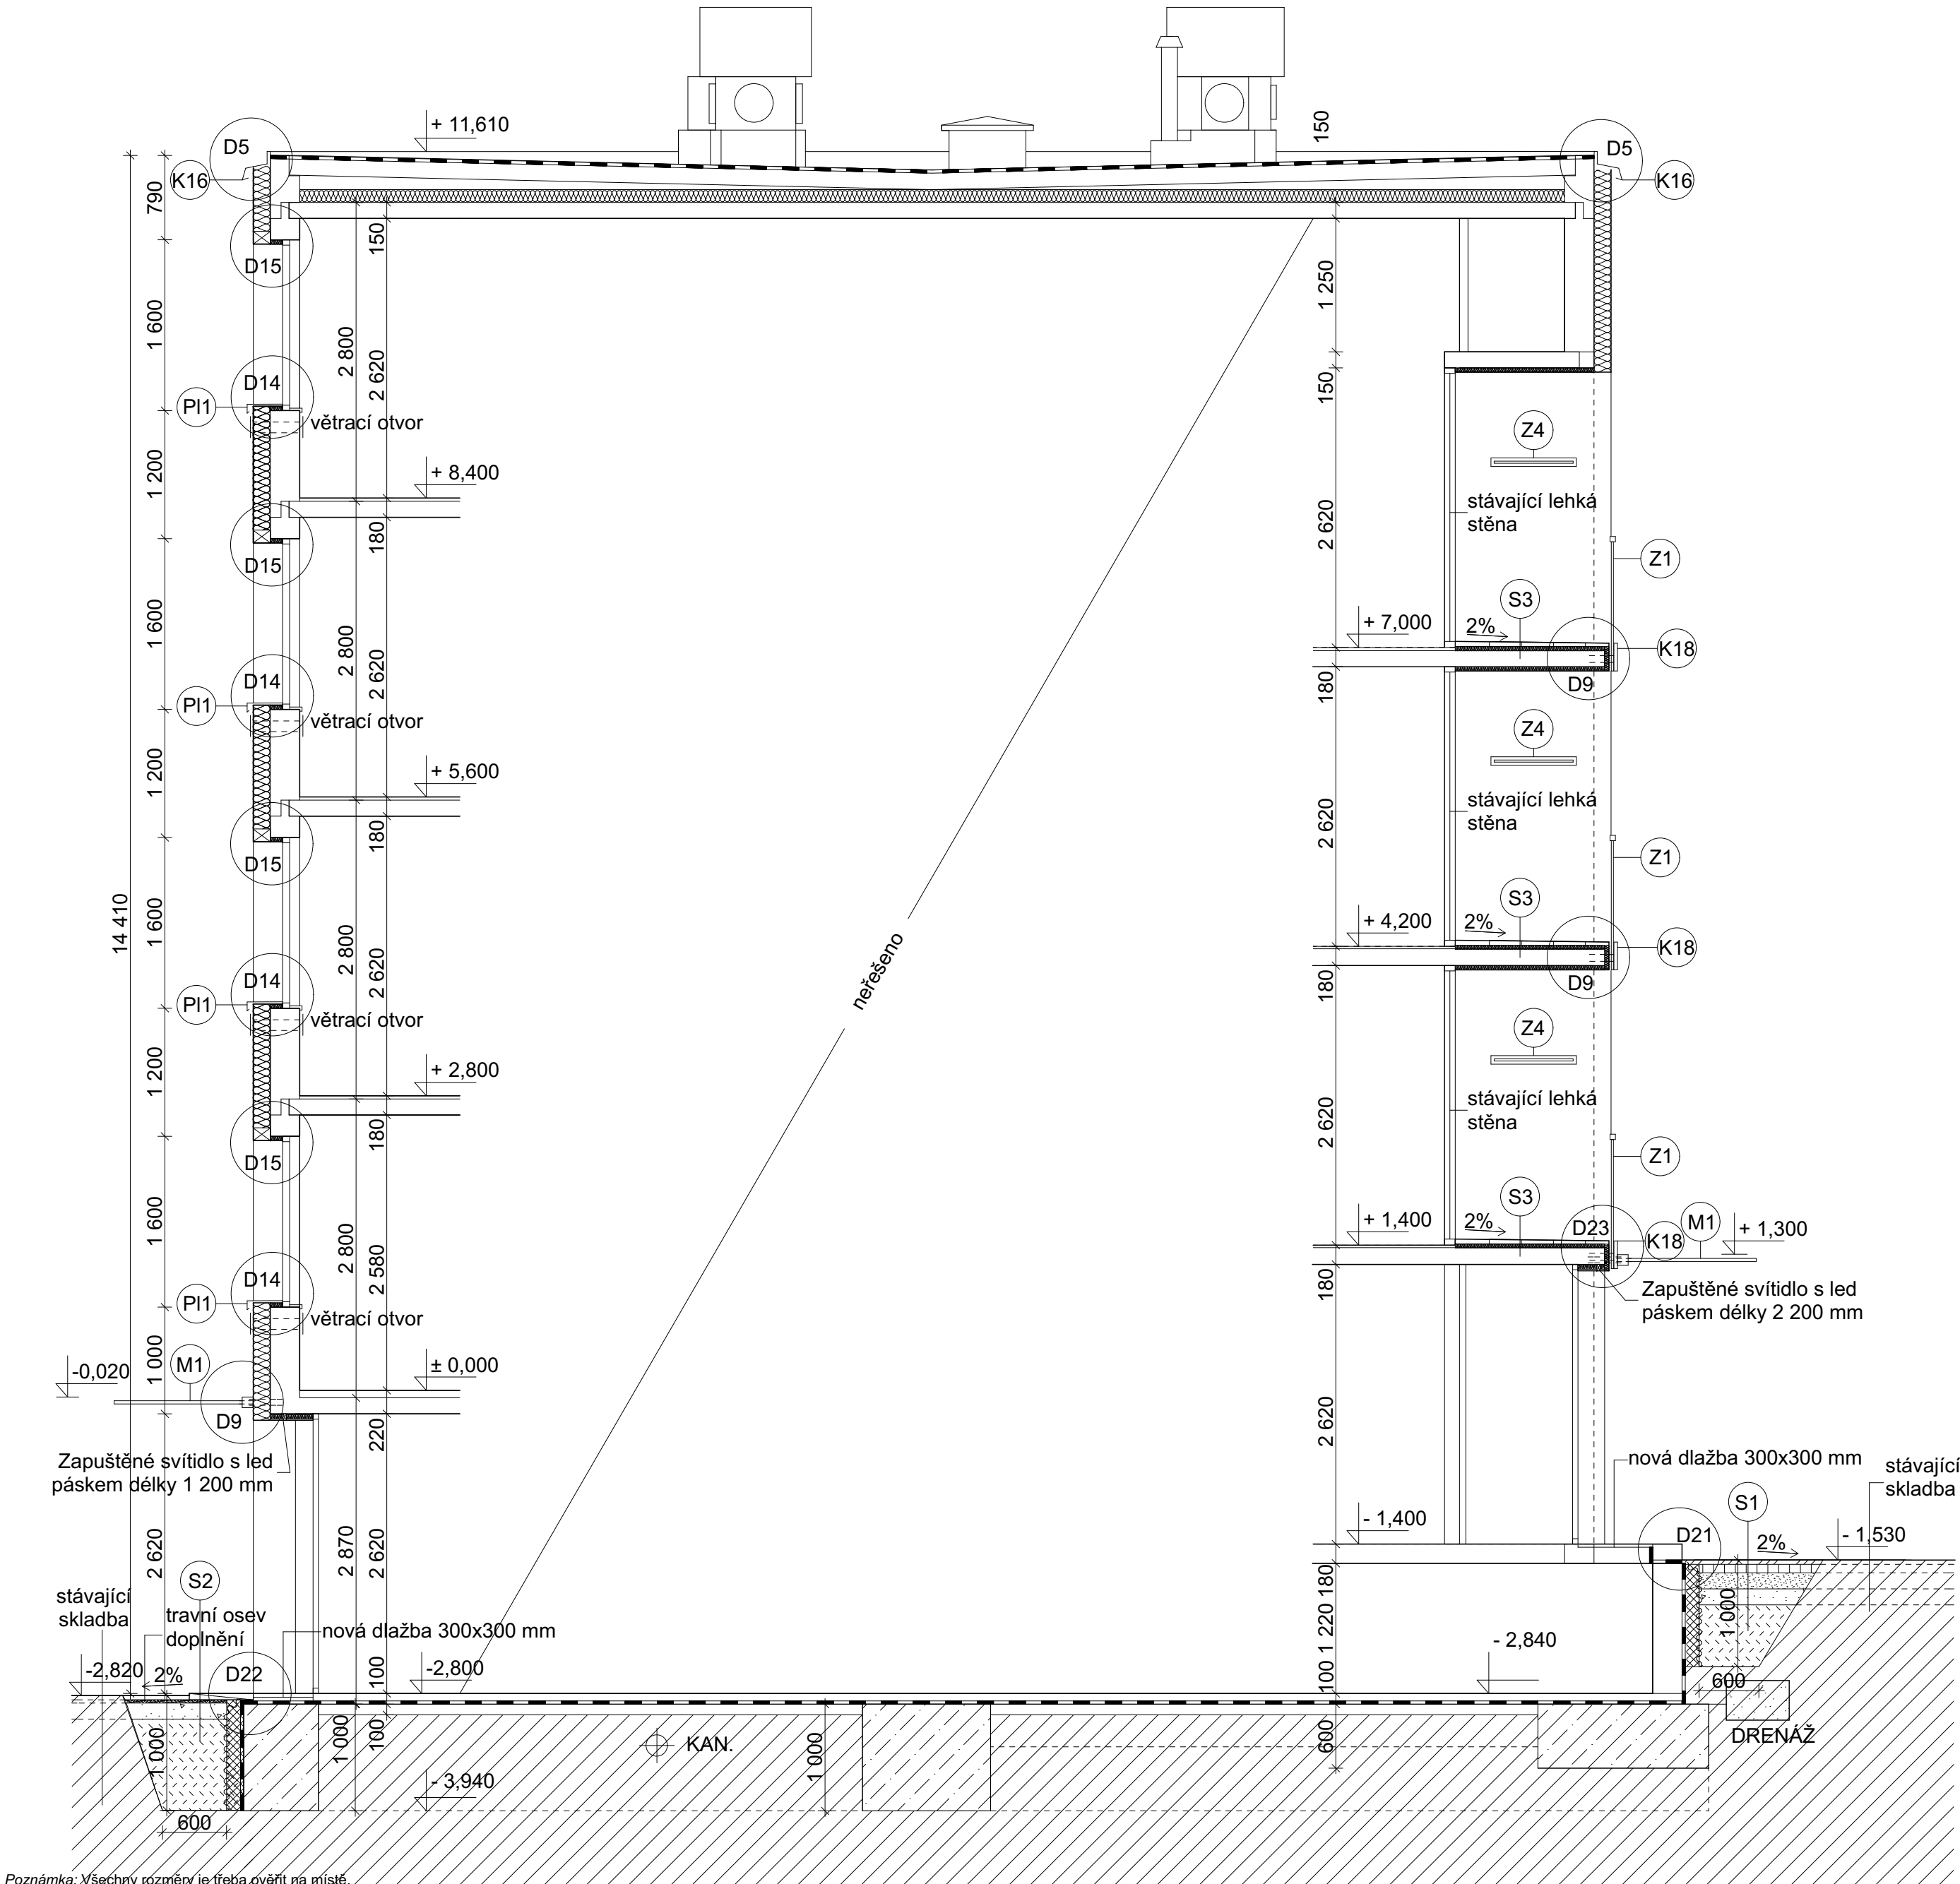 150
+ 11,610
D5
D5
K16
K16
790
150
D15
1 250
1 600
2 800
2 620
D14
150
PI1
větrací otvor
Z4
+ 8,400
1 200
stávající lehká
stěna
2 620
180
D15
Z1
S3
1 600
2 800
2 620
+ 7,000
2%
K18
D14
D9
180
PI1
větrací otvor
Z4
1 200
+ 5,600
stávající lehká
stěna
2 620
180
D15
Z1
14 410
1 600
2 800
2 620
S3
+ 4,200
2%
K18
neřešeno
D14
D9
180
PI1
větrací otvor
Z4
1 200
+ 2,800
stávající lehká
stěna
2 620
180
D15
Z1
S3
1 600
2 800
2 580
+ 1,400
2%
D23
K18
M1
+ 1,300
D14
180
PI1
větrací otvor
Zapuštěné svítidlo s led
páskem délky 2 200 mm
1 000
-0,020
M1
± 0,000
D9
220
2 620
Zapuštěné svítidlo s led
páskem délky 1 200 mm
nová dlažba 300x300 mm
stávající
skladba
S1
- 1,400
D21
2%
- 1,530
2 620
2 870
2 620
S2
180
stávající
skladba
travní osev
doplnění
nová dlažba 300x300 mm
1 220
1 000
- 2,840
-2,820
2%
D22
-2,800
100
100
600
DRENÁŽ
1 000
1 000
100
KAN.
1 000
600
- 3,940
600
Poznámka: Všechny rozměry je třeba ověřit na místě.